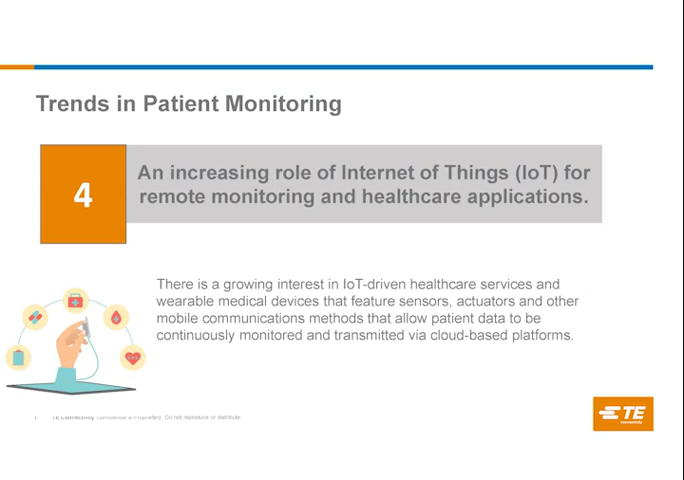 Trends in Patient Monitoring
4
An increasing role of Internet of Things (IoT) for
remote monitoring and healthcare applications.
There is a growing interest in IoT-driven healthcare services and
wearable medical devices that feature sensors, actuators and other
mobile communications methods that allow patient data to be
continuously monitored and transmitted via cloud-based platforms.
TE Connectivity Confidential & Proprietary. Do not reproduce or distribute.
TE
connectivity